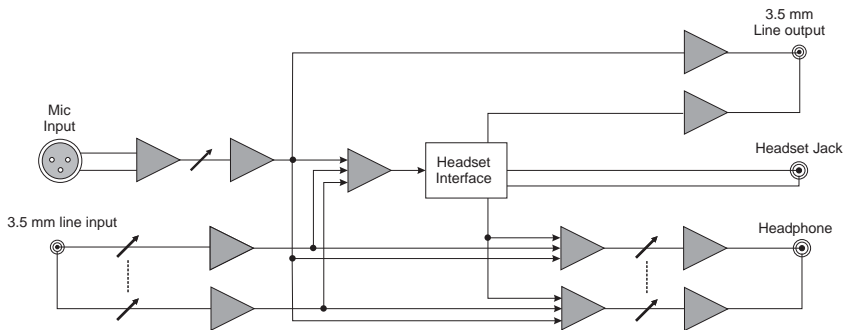 3.5 mm
Line output
Mic
Input
Headset Jack
Headset
Interface
3.5 mm line input
Headphone